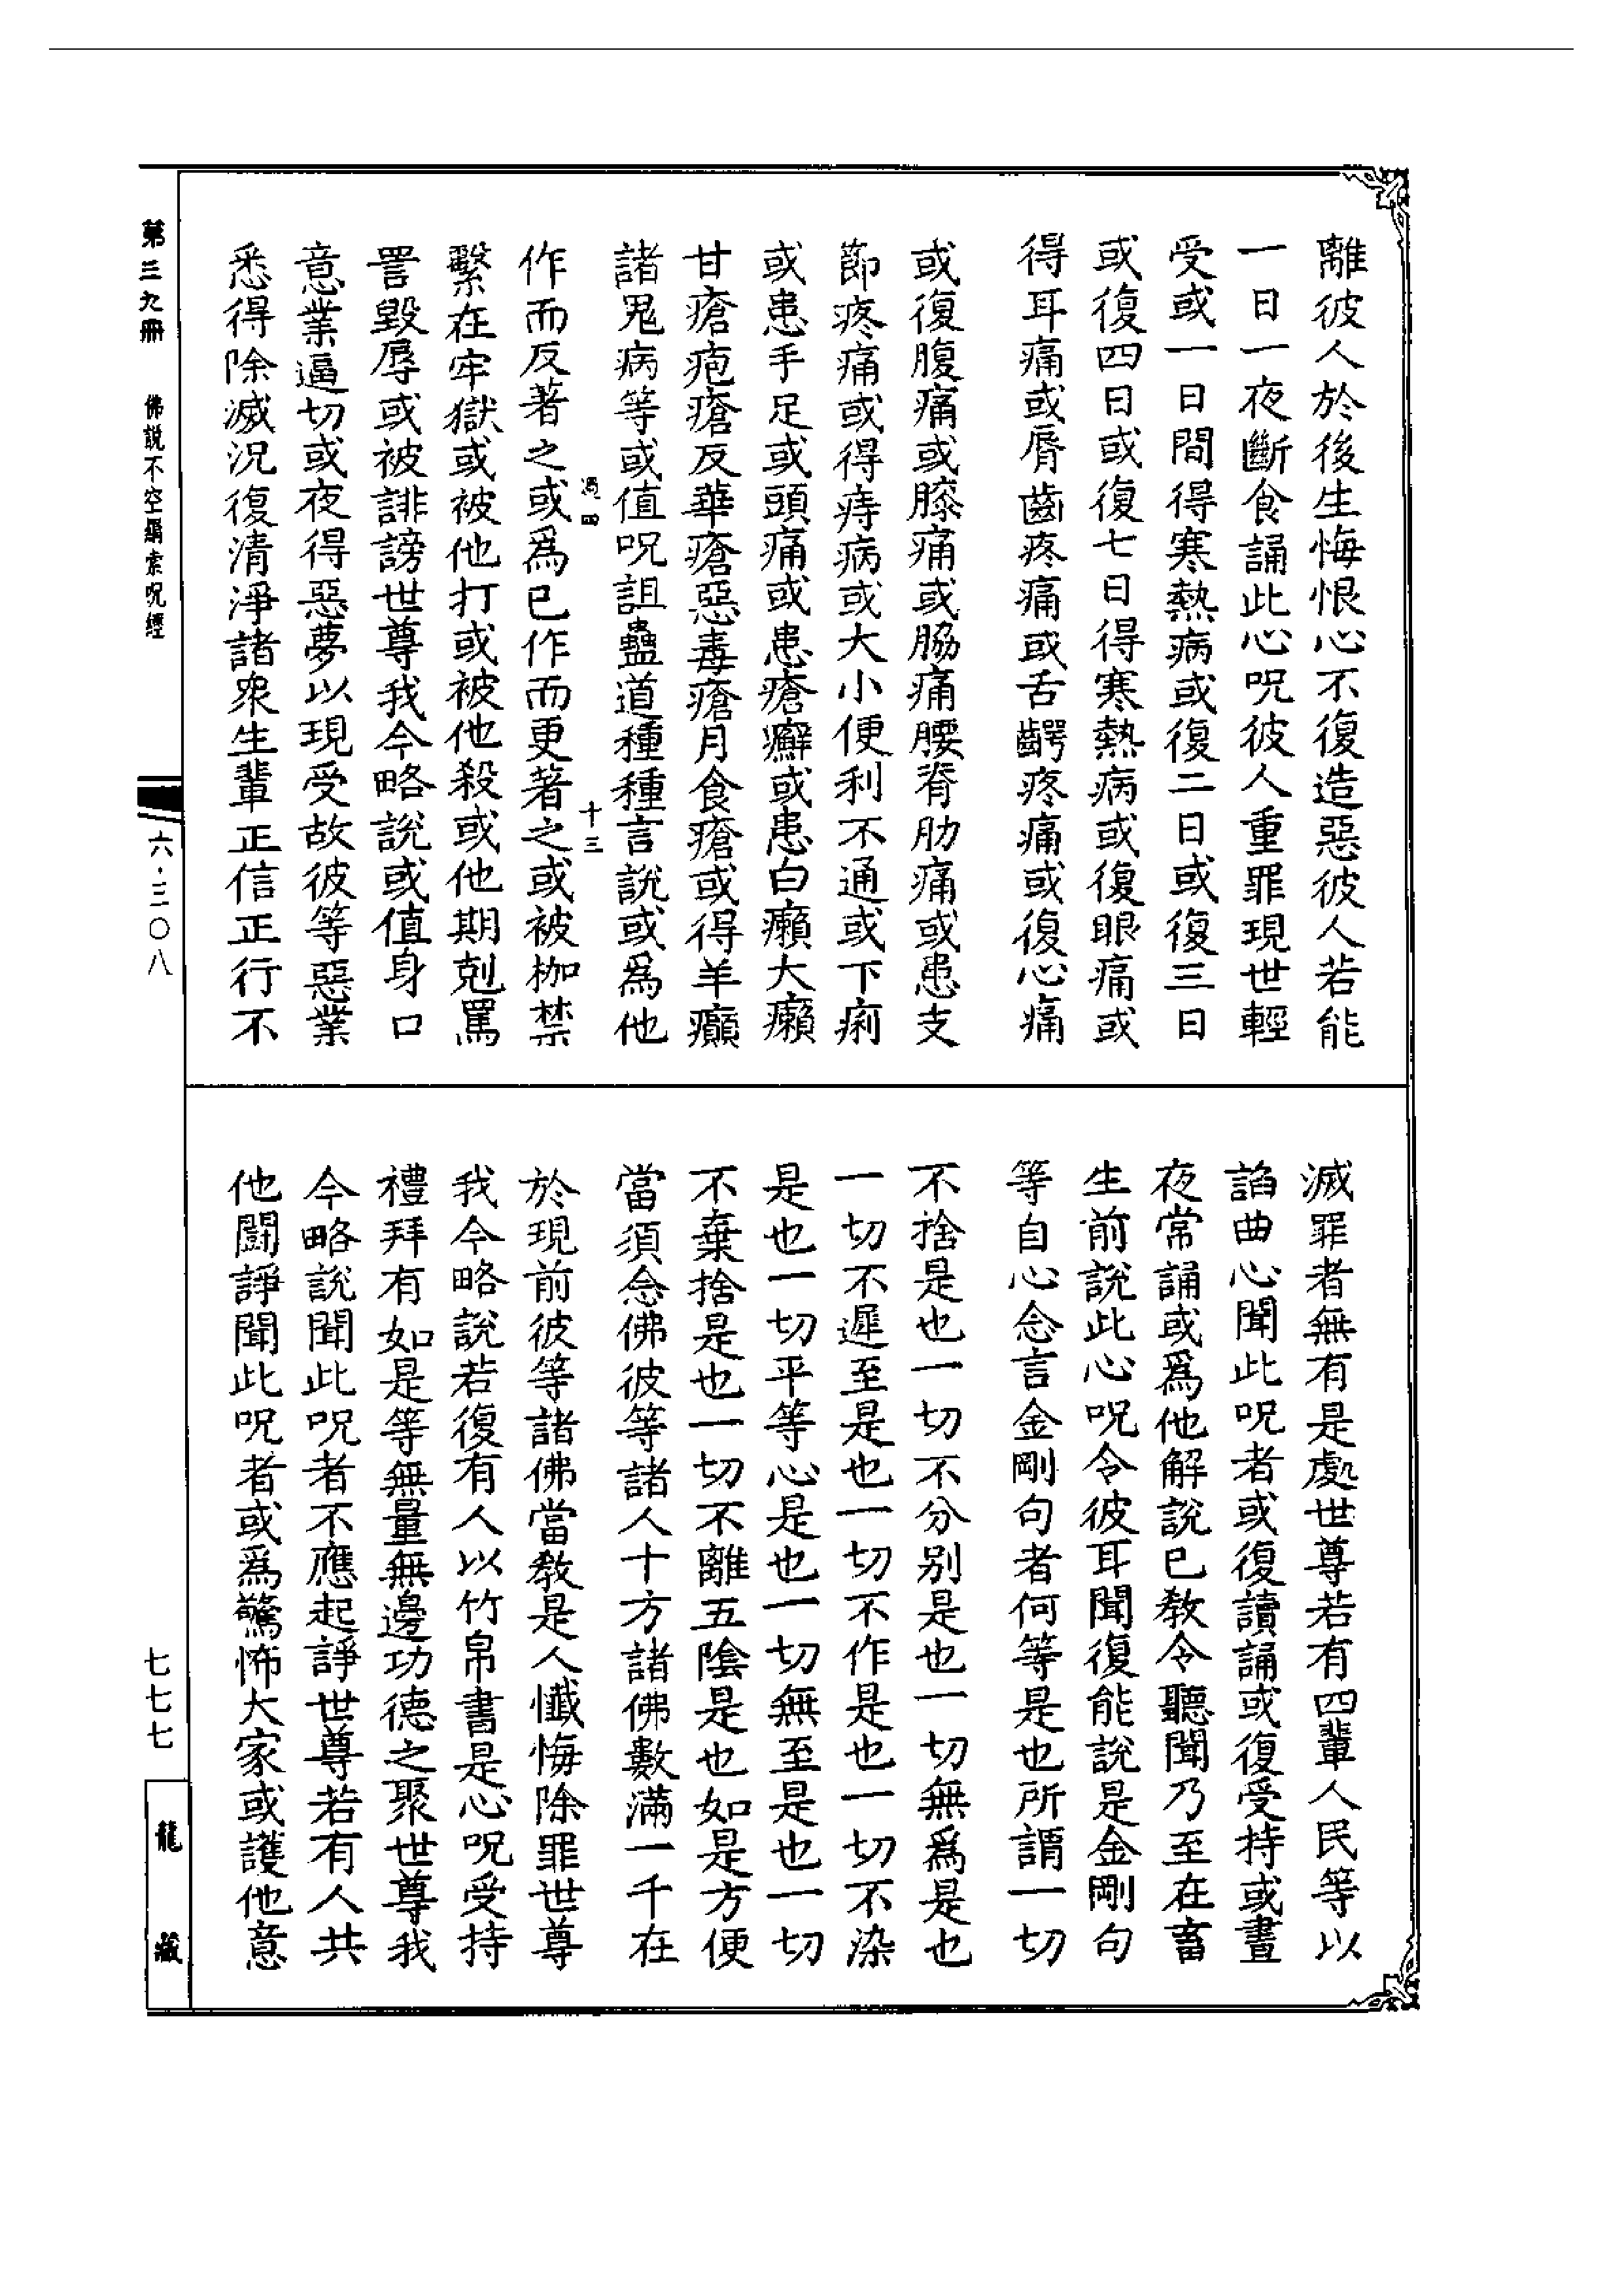 離彼人於後生悔恨心不復造惡彼人若能
一日一夜斷食誦此心呪彼人重罪現世輕
受或一日間得寒熱病或復二日或復三日
或復四日或復七日得寒熱病或復眼痛或
得耳痛或脣齒疼痛或舌齶疼痛或復心痛
或復腹痛或膝痛或脇痛腰脊肋痛或患支
節疼痛或得痔病或大小便利不通或下痢
或患手足或頭痛或患瘡癬或患白癩大癩
甘瘡疱瘡反華瘡惡毒瘡月食瘡或得羊癲
諸鬼病等或值呪詛蠱道種種言說或爲他
作而反著之或爲已作而更著之或被枷禁
繫在牢獄或被他打或被他殺或他期剋罵
詈毀辱或被誹謗世尊我今略說或值身口
意業逼切或夜得惡夢以現受故彼等惡業
悉得除滅況復清淨諸衆生輩正信正行不
十三
滅罪者無有是處世尊若有四輩人民等以
諂曲心聞此呪者或復讀誦或復受持或晝
夜常誦或爲他解說已教令聽聞乃至在畜
生前說此心呪令彼耳聞復能說是金剛句
等自心念言金剛句者何等是也所謂一切
不捨是也一切不分别是也一切無爲是也
一切不遲至是也一切不作是也一切不染
是也一切平等心是也一切無至是也一切
不棄捨是也一切不離五陰是也如是方便
當須念佛彼等諸人十方諸佛數滿一千在
於現前彼等諸佛當教是人懺悔除罪世尊
我今略說若復有人以竹帛書是心呪受持
禮拜有如是等無量無邊功德之聚世尊我
今略說聞此呪者不應起諍世尊若有人共
他鬭諍聞此呪者或爲驚怖大家或護他意
第三九冊
佛說不空羂索呪經
六·三〇八
七七七
龍藏